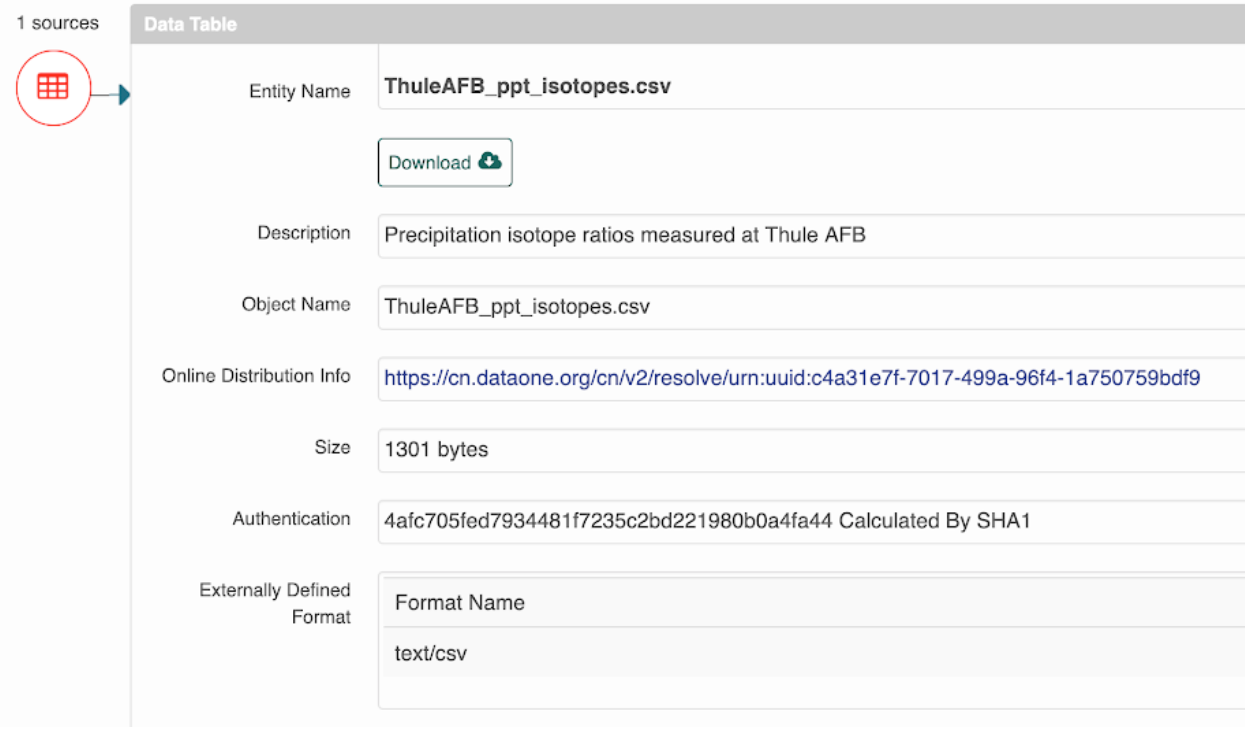 1 sources
Data Table
Entity Name
ThuleAFB_ppt_isotopes.csv
Download
Description
Precipitation isotope ratios measured at Thule AFB
Object Name
ThuleAFB_ppt_isotopes.csv
Online Distribution Info
https://cn.dataone.org/cn/v2/resolve/urn:uuid:c4a31e7f-7017-499a-96f4-1a750759bdf9
Size
1301 bytes
Authentication
4afc705fed7934481f7235c2bd221980b0a4fa44 Calculated By SHA1
Externally Defined
Format
Format Name
text/csv